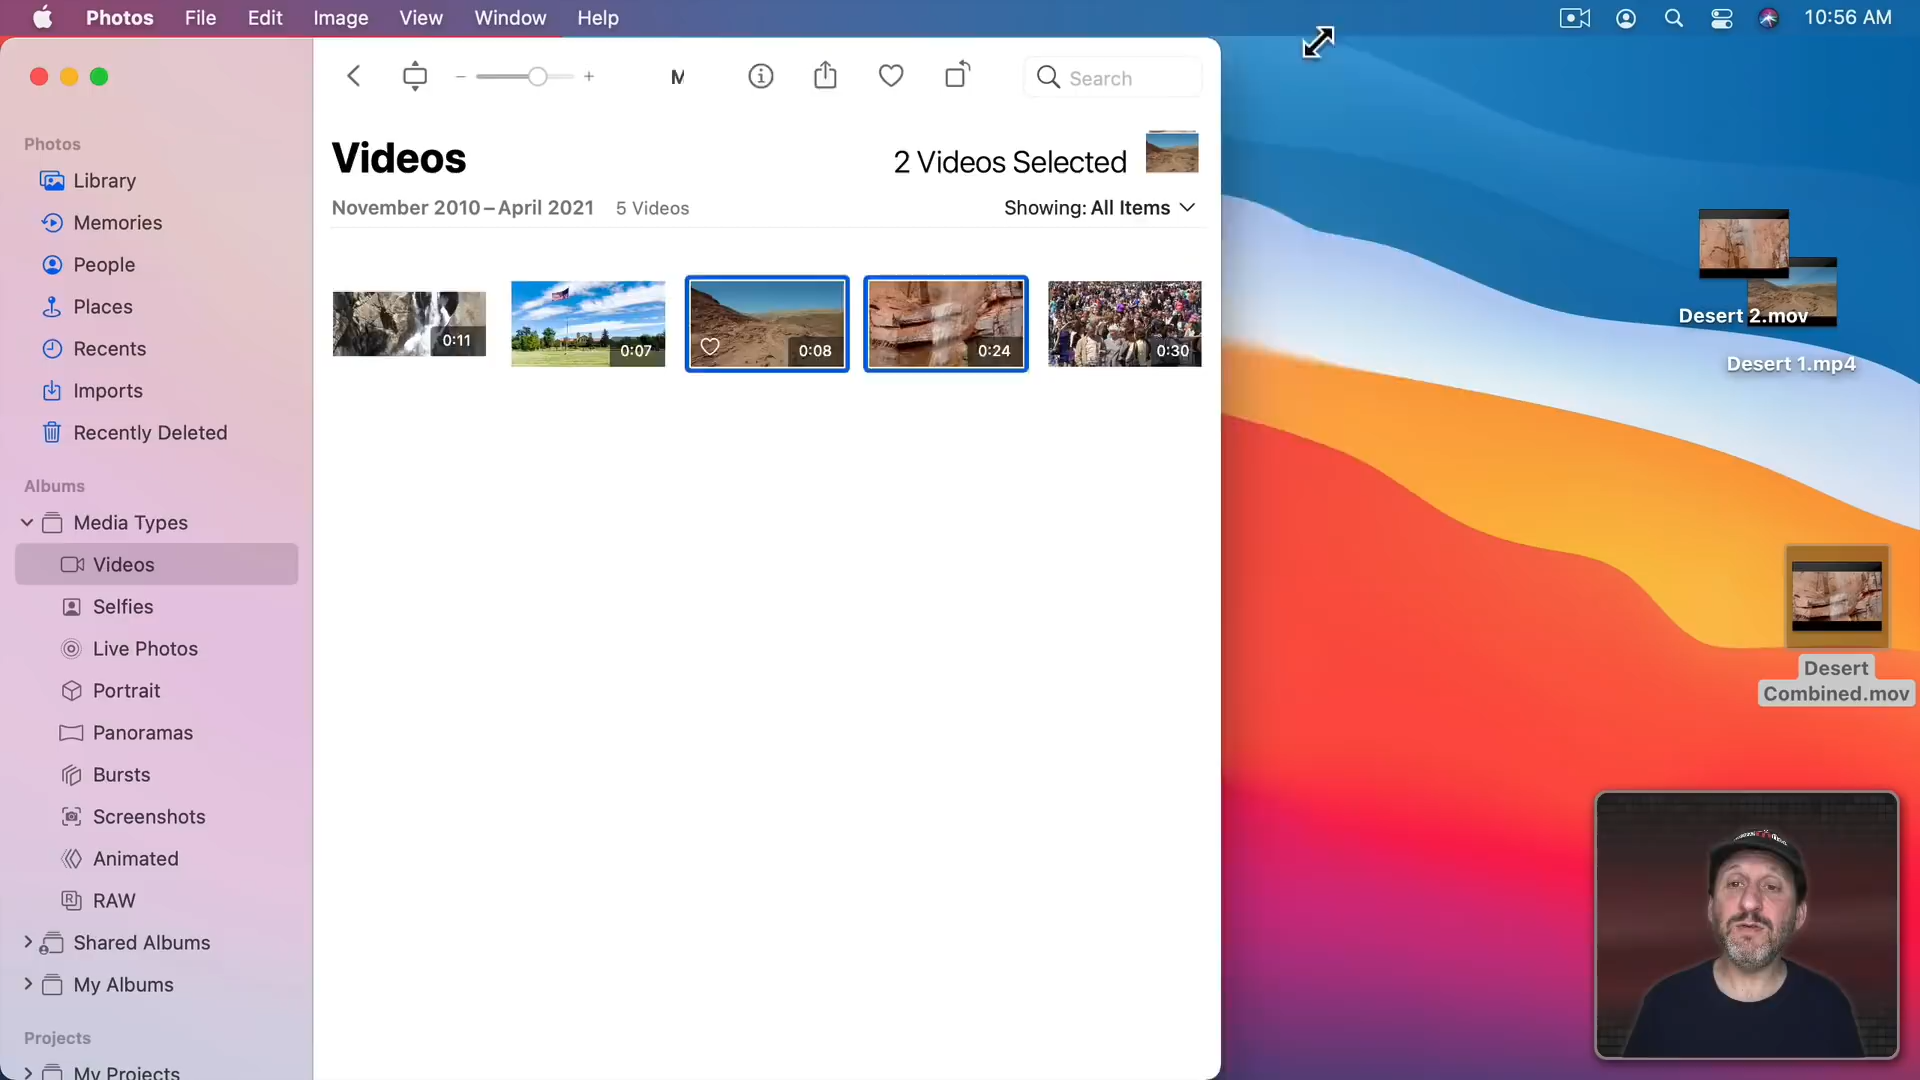 Photos File Edit Image View Window Help 10:56 AM
M
Search
Photos
Library
Memories
People
Places
Recents
Imports
Recently Deleted
Albums
Media Types
Videos
Selfies
Live Photos
Portrait
Panoramas
Bursts
Screenshots
Animated
RAW
Shared Albums
My Albums
Projects
My Projects
Videos
2 Videos Selected
November 2010–April 2021 5 Videos
Showing: All Items
0:11
0:07
0:08
0:24
0:30
Desert 2.mov
Desert 1.mp4
Desert
Combined.mov